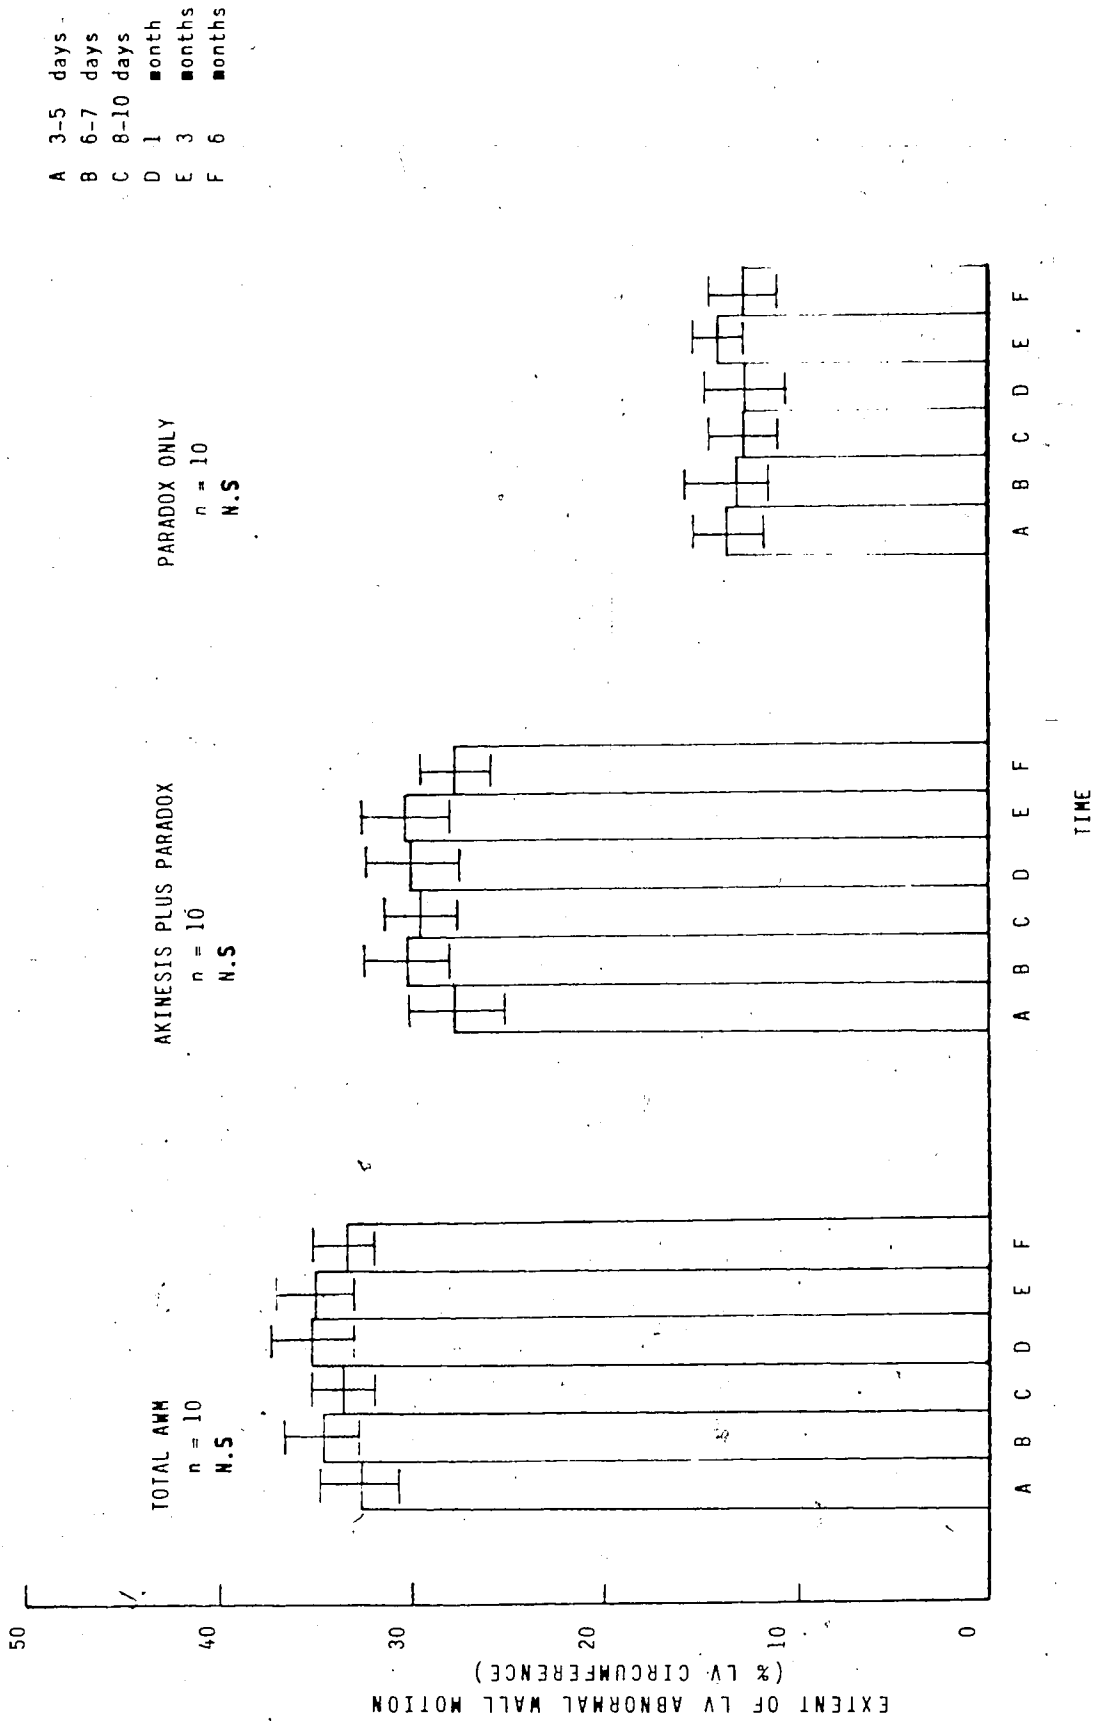 A 3-5 days
B 6-7 days
C 8-10 days
D 1 month
E 3 months
F 6 months
TOTAL AWM
n = 10
N.S
AKINESIS PLUS PARADOX
n = 10
N.S
PARADOX ONLY
n = 10
N.S
EXTENT OF LV ABNORMAL WALL MOTION
(% LV CIRCUMFERENCE)
50
40
30
20
10
0
A B C D E F
A B C D E F
A B C D E F
TIME